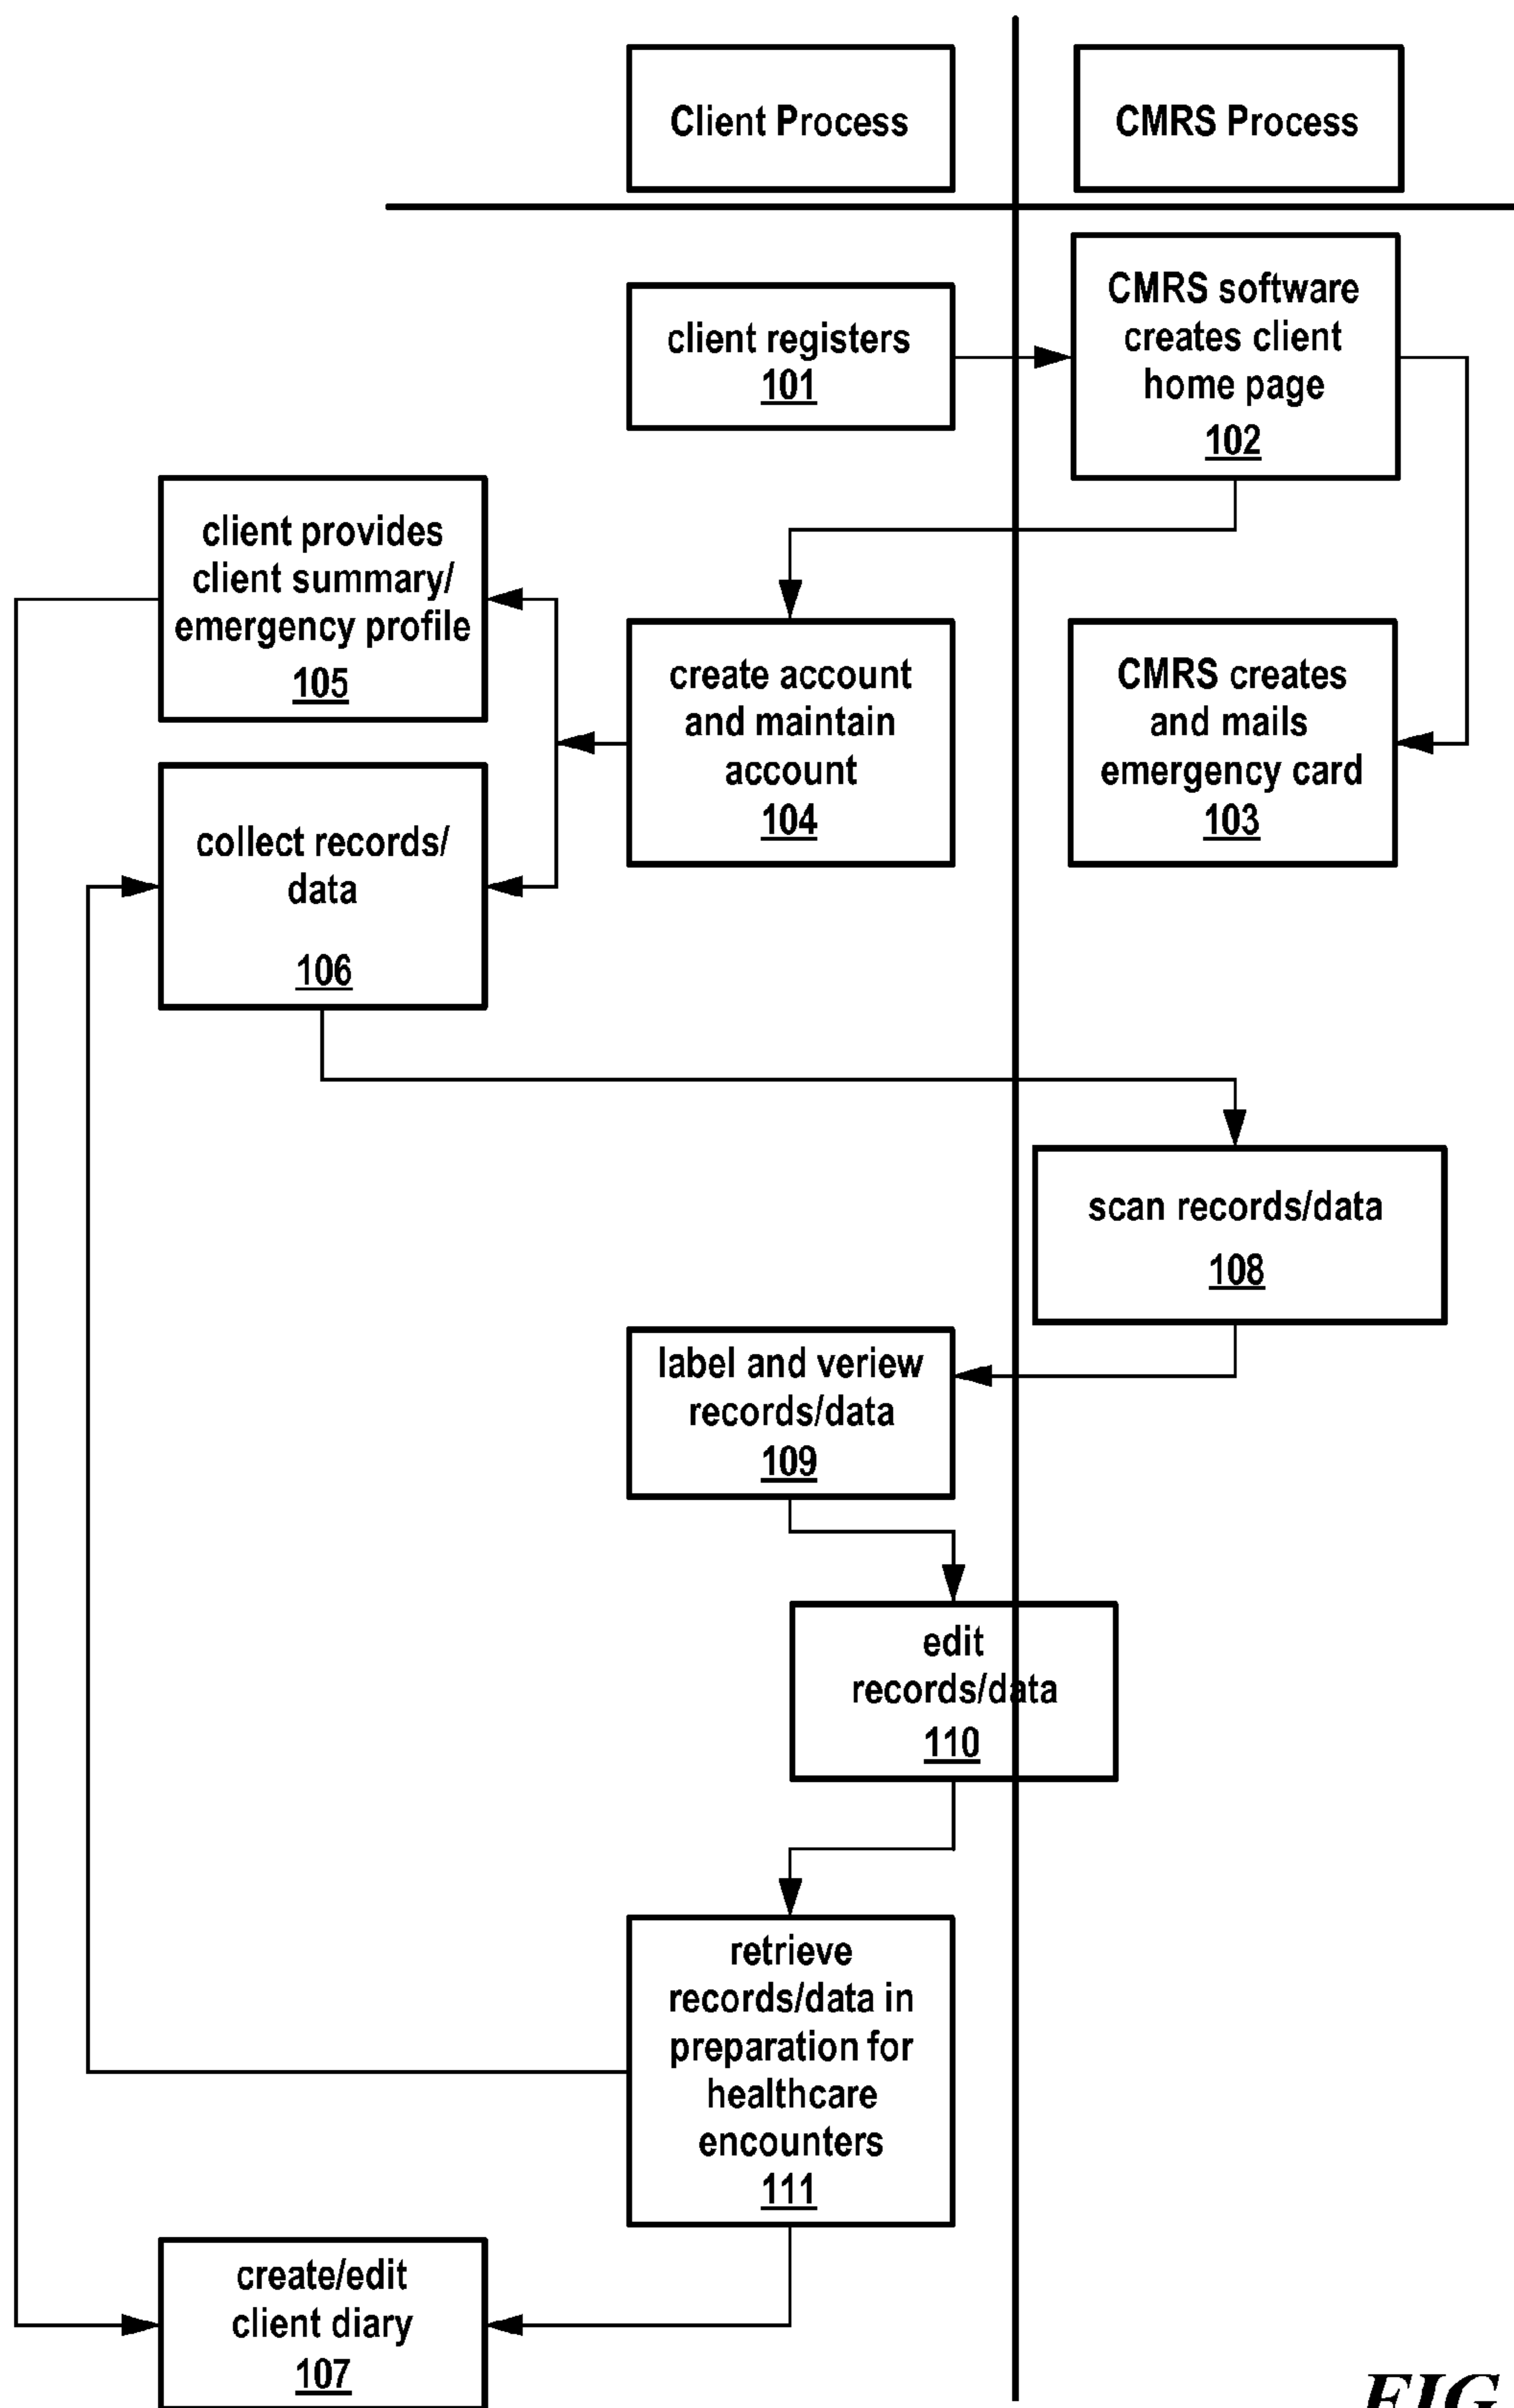 Client Process
CMRS Process
client registers
101
CMRS software
creates client
home page
102
client provides
client summary/
emergency profile
105
create account
and maintain
account
104
CMRS creates
and mails
emergency card
103
collect records/
data
106
scan records/data
108
label and veriew
records/data
109
edit
records/data
110
retrieve
records/data in
preparation for
healthcare
encounters
111
create/edit
client diary
107
FIG